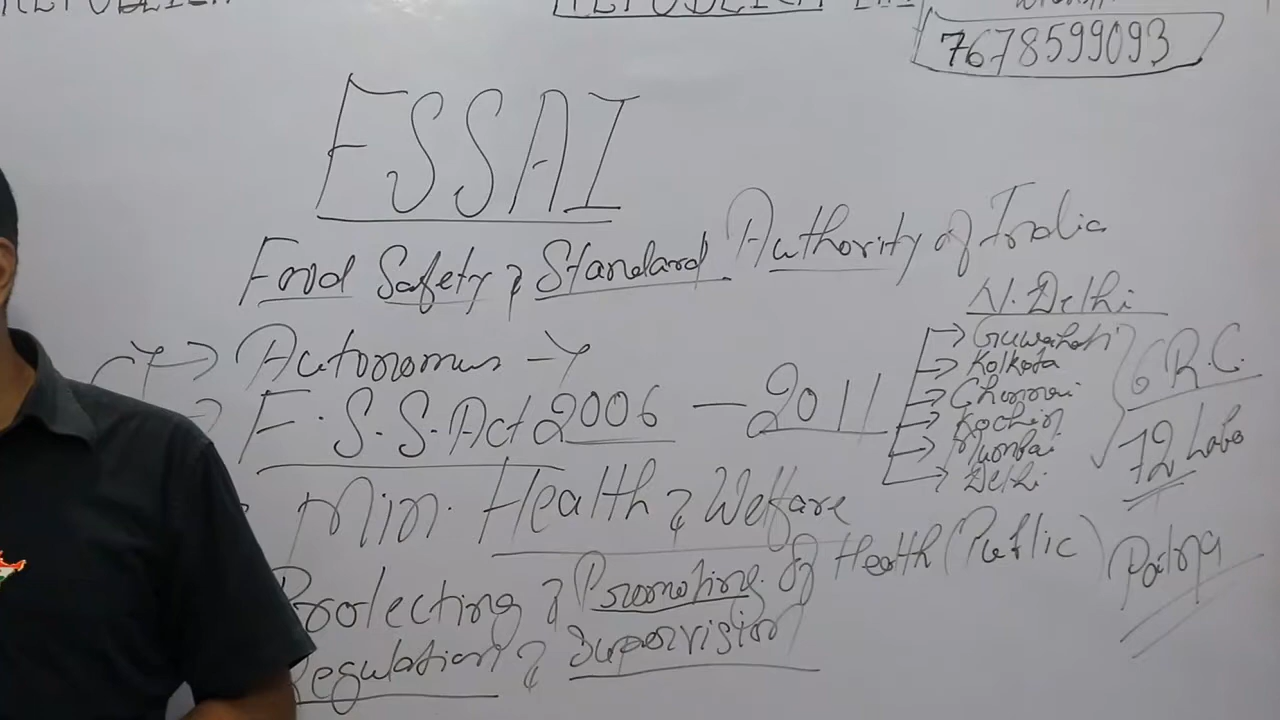 7678599093
FSSAI
Food Safety & Standard Authority of India
N. Delhi
→ Autonomus →
→ F.S.S. Act 2006 — 2011
→ Guwahati
→ Kolkata
→ Chennai
→ Kochin
→ Mumbai
→ Delhi
6 R.C.
72 Labs
Min. Health & Welfare
Protecting & Promoting of Health (Public)
Patna
Regulation & Supervision